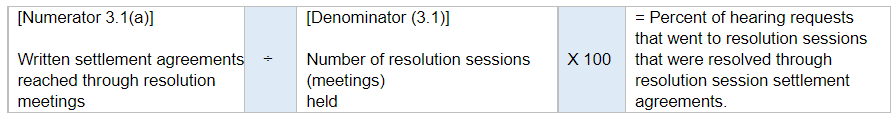 [Numerator 3.1(a)]
Written settlement agreements
reached through resolution
meetings
÷
[Denominator (3.1)]
Number of resolution sessions
(meetings)
held
X 100
= Percent of hearing requests
that went to resolution sessions
that were resolved through
resolution session settlement
agreements.